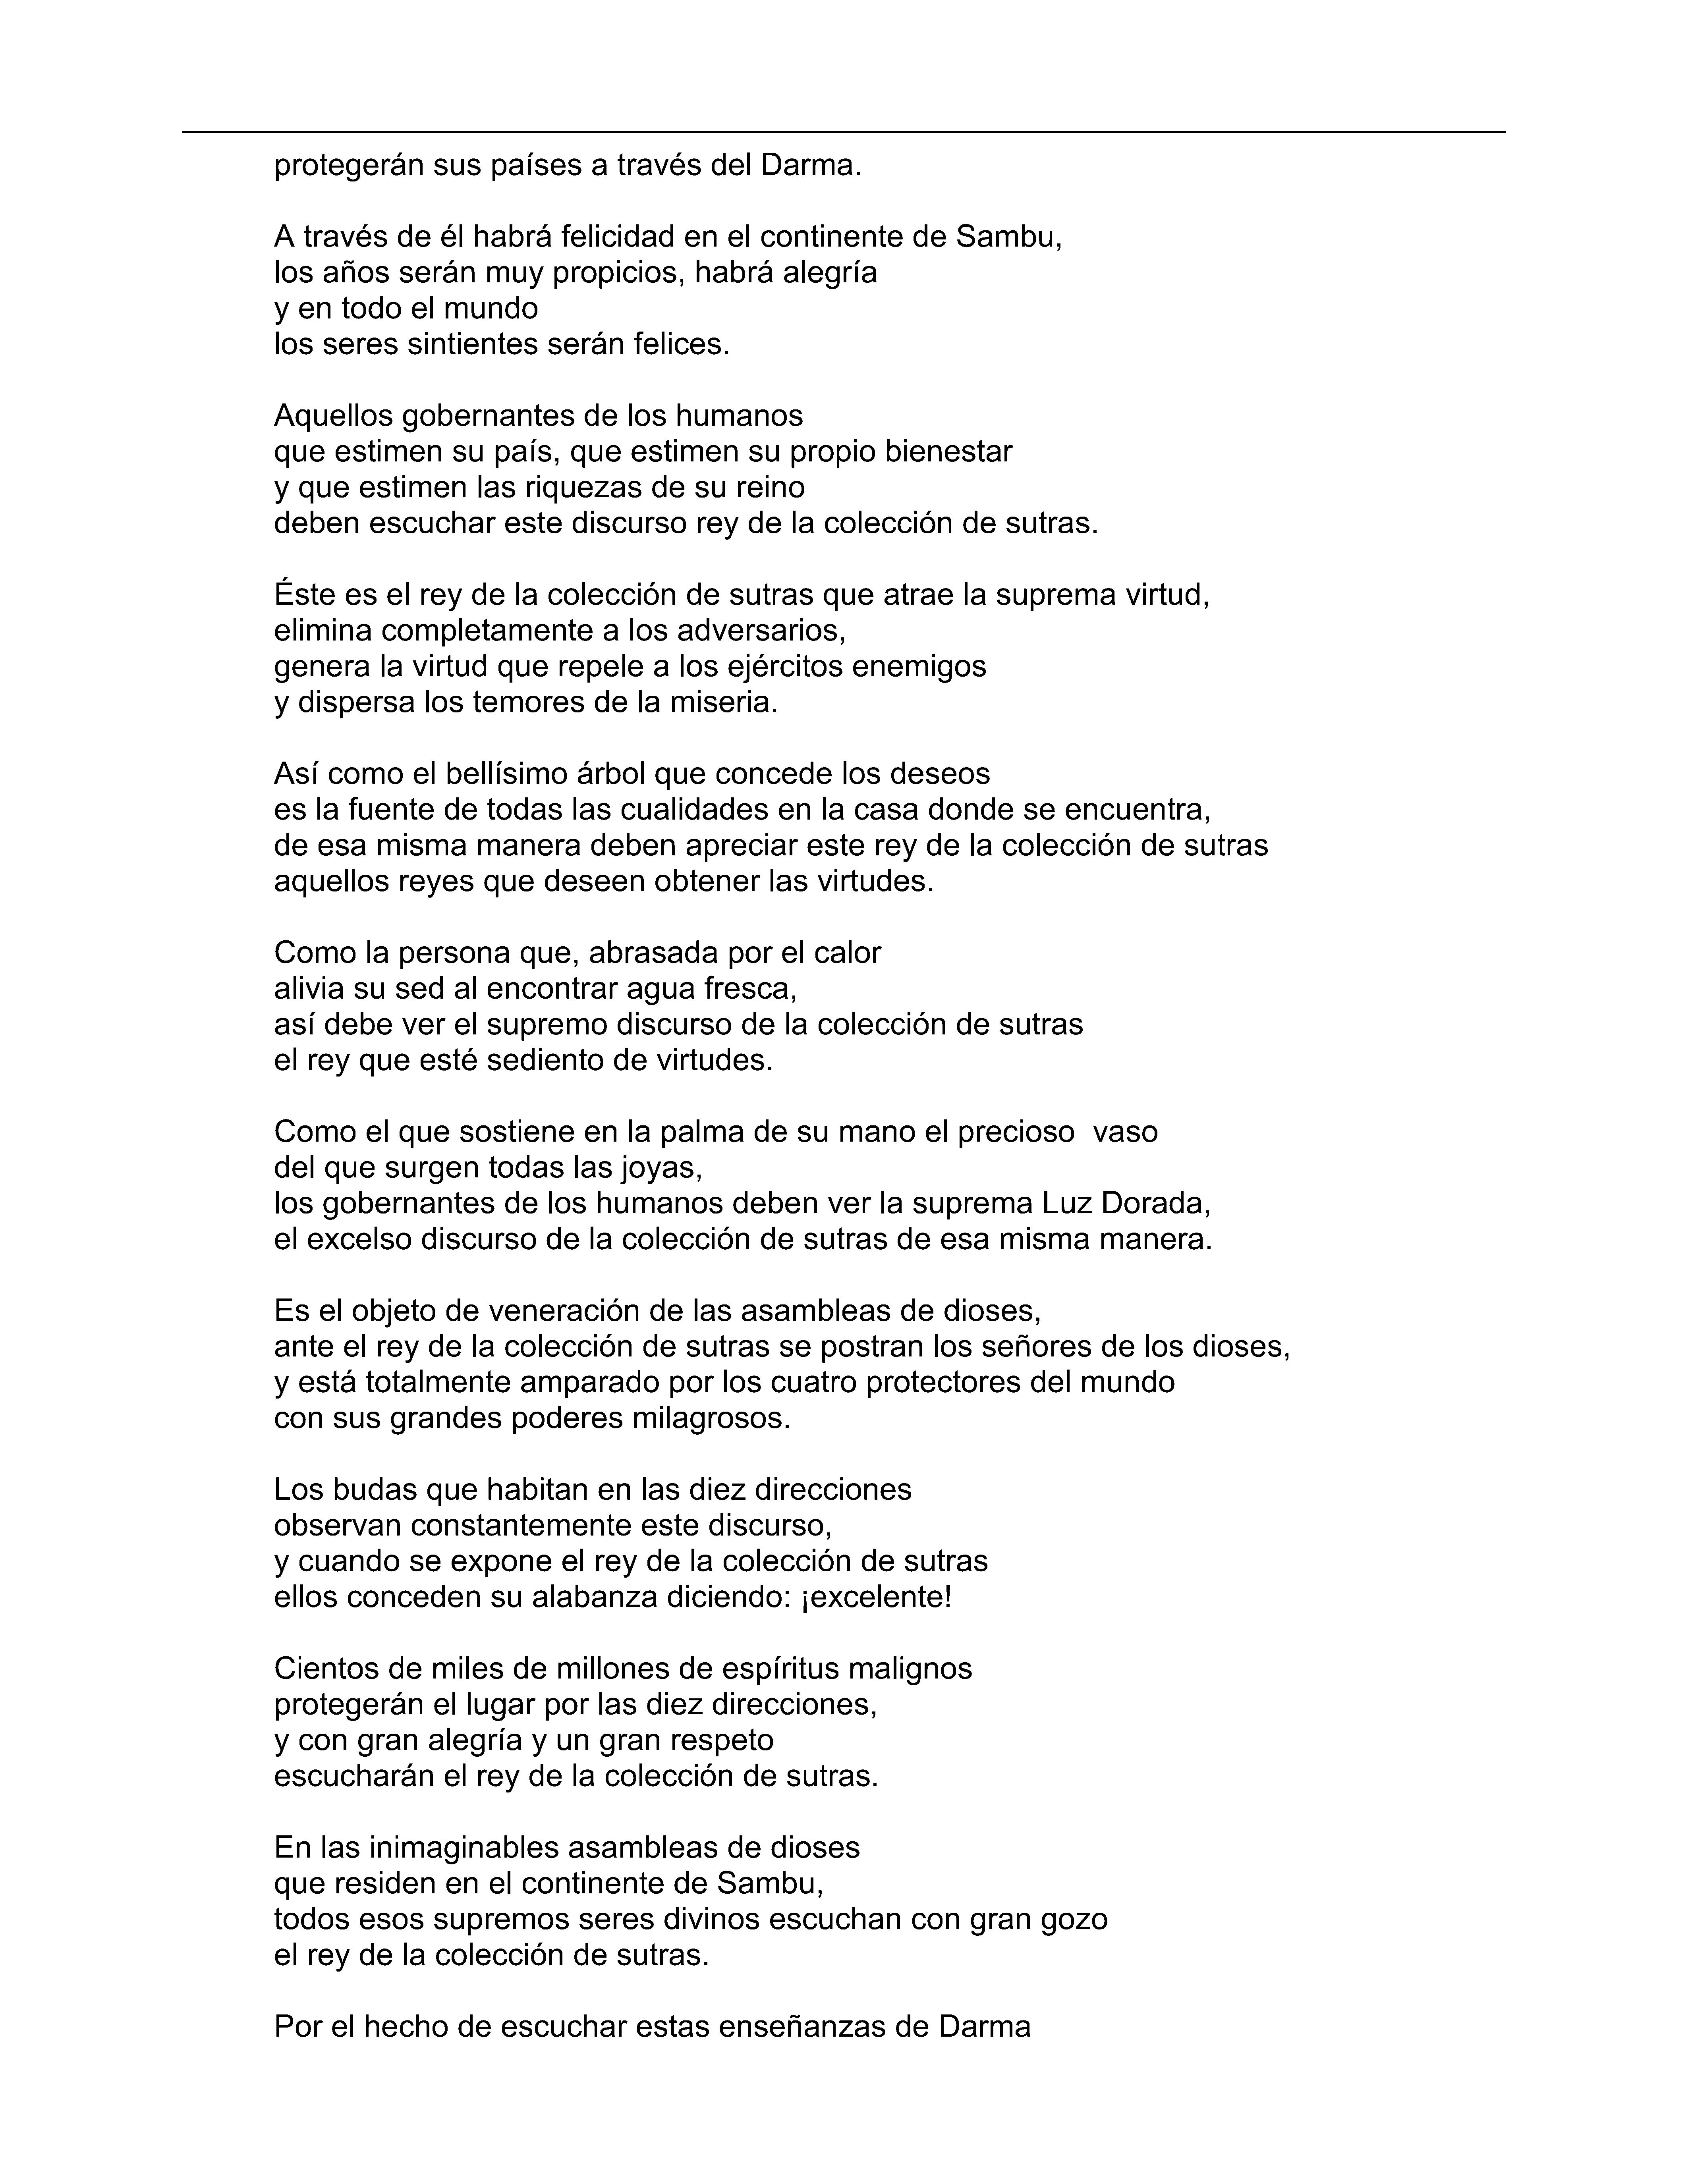 protegerán sus países a través del Darma.

A través de él habrá felicidad en el continente de Sambu,
los años serán muy propicios, habrá alegría
y en todo el mundo
los seres sintientes serán felices.

Aquellos gobernantes de los humanos
que estimen su país, que estimen su propio bienestar
y que estimen las riquezas de su reino
deben escuchar este discurso rey de la colección de sutras.

Éste es el rey de la colección de sutras que atrae la suprema virtud,
elimina completamente a los adversarios,
genera la virtud que repele a los ejércitos enemigos
y dispersa los temores de la miseria.

Así como el bellísimo árbol que concede los deseos
es la fuente de todas las cualidades en la casa donde se encuentra,
de esa misma manera deben apreciar este rey de la colección de sutras
aquellos reyes que deseen obtener las virtudes.

Como la persona que, abrasada por el calor
alivia su sed al encontrar agua fresca,
así debe ver el supremo discurso de la colección de sutras
el rey que esté sediento de virtudes.

Como el que sostiene en la palma de su mano el precioso  vaso
del que surgen todas las joyas,
los gobernantes de los humanos deben ver la suprema Luz Dorada,
el excelso discurso de la colección de sutras de esa misma manera.

Es el objeto de veneración de las asambleas de dioses,
ante el rey de la colección de sutras se postran los señores de los dioses,
y está totalmente amparado por los cuatro protectores del mundo
con sus grandes poderes milagrosos.

Los budas que habitan en las diez direcciones
observan constantemente este discurso,
y cuando se expone el rey de la colección de sutras
ellos conceden su alabanza diciendo: ¡excelente!

Cientos de miles de millones de espíritus malignos
protegerán el lugar por las diez direcciones,
y con gran alegría y un gran respeto
escucharán el rey de la colección de sutras.

En las inimaginables asambleas de dioses
que residen en el continente de Sambu,
todos esos supremos seres divinos escuchan con gran gozo
el rey de la colección de sutras.

Por el hecho de escuchar estas enseñanzas de Darma